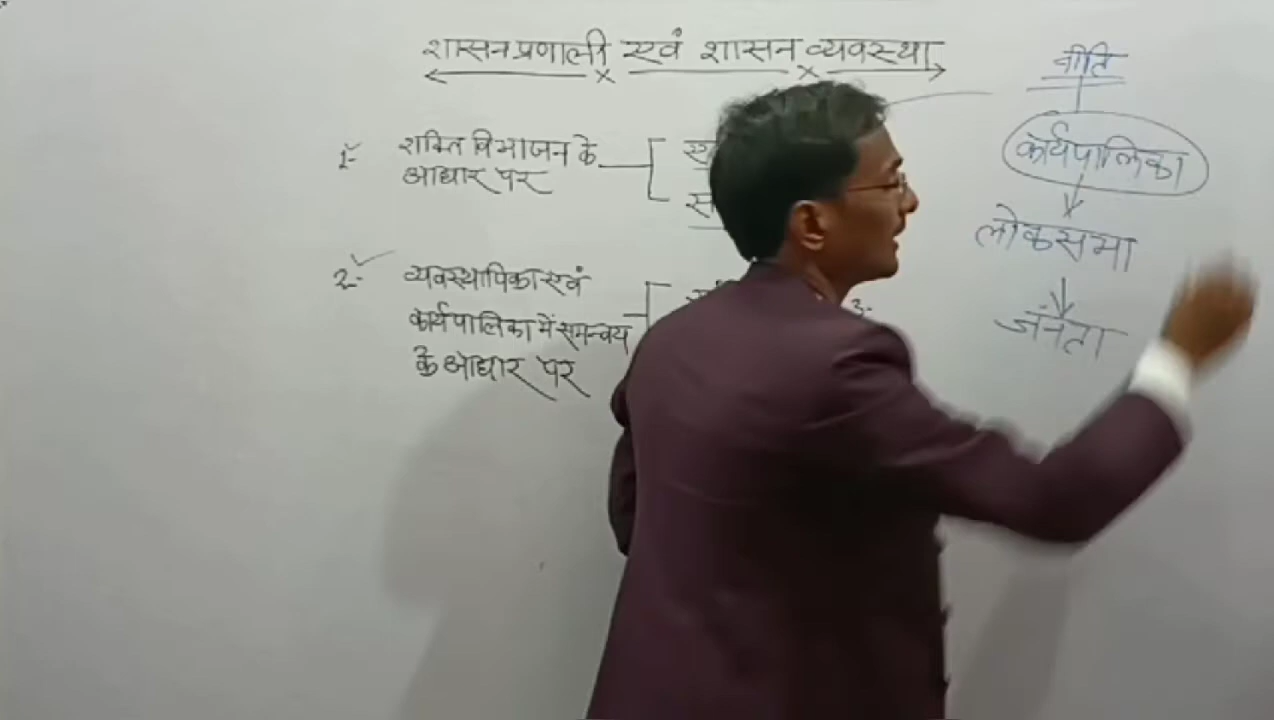 शासन प्रणाली एवं शासन व्यवस्था
1- शक्ति विभाजन के
आधार पर
2- व्यवस्थापिका एवं
कार्यपालिका में समन्वय
के आधार पर
3-
नीति
कार्यपालिका
लोकसभा
जनता